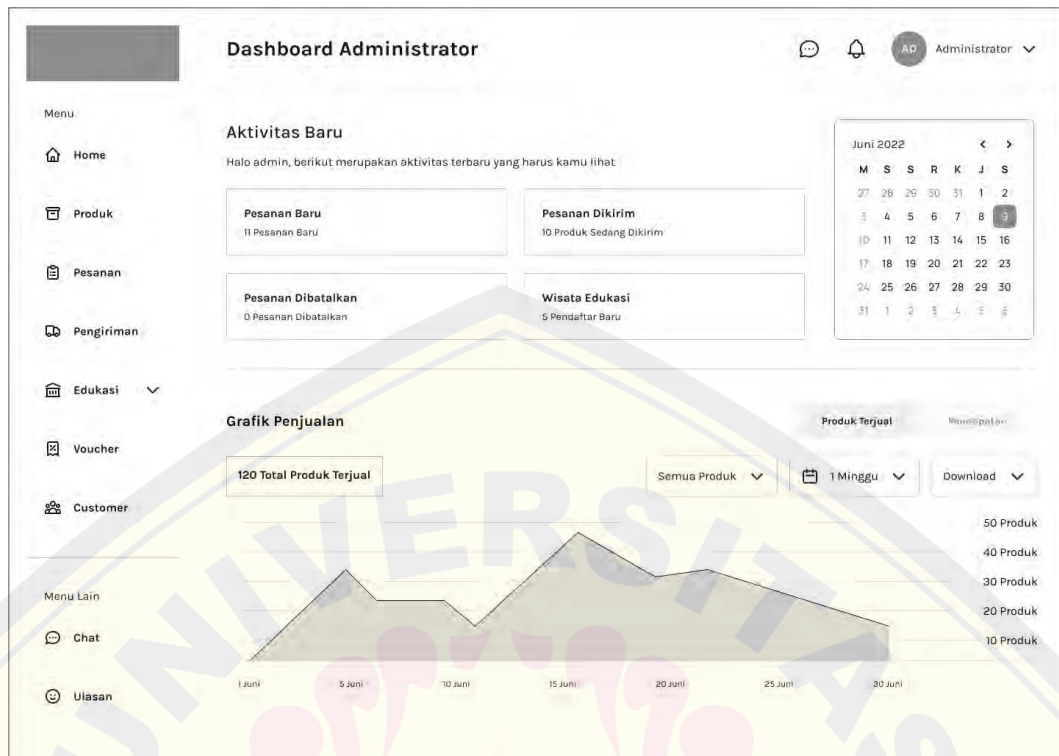 Dashboard Administrator
AD
Administrator
Menu
Home
Produk
Pesanan
Pengiriman
Edukasi
Voucher
Customer
Menu Lain
Chat
Ulasan
Aktivitas Baru
Halo admin, berikut merupakan aktivitas terbaru yang harus kamu lihat
Pesanan Baru
11 Pesanan Baru
Pesanan Dikirim
10 Produk Sedang Dikirim
Pesanan Dibatalkan
0 Pesanan Dibatalkan
Wisata Edukasi
5 Pendaftar Baru
Juni 2022 < >
M S S R K J S
27 28 29 30 31 1 2
3 4 5 6 7 8 9
10 11 12 13 14 15 16
17 18 19 20 21 22 23
24 25 26 27 28 29 30
31 1 2 3 4 5 6
Grafik Penjualan
Produk Terjual
120 Total Produk Terjual
Semua Produk
1 Minggu
Download
50 Produk
40 Produk
30 Produk
20 Produk
10 Produk
1 Juni 5 Juni 10 Juni 15 Juni 20 Juni 25 Juni 30 Juni
UNIVERSITAS